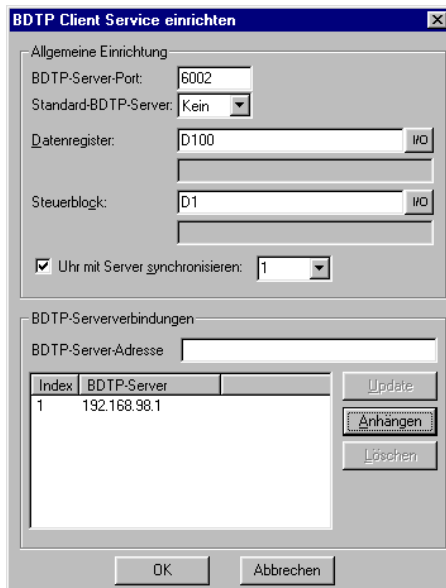 BDTP Client Service einrichten
Allgemeine Einrichtung
BDTP-Server-Port: 6002
Standard-BDTP-Server: Kein
Datenregister: D100 I/O
Steuerblock: D1 I/O
Uhr mit Server synchronisieren: 1
BDTP-Serververbindungen
BDTP-Server-Adresse
Index BDTP-Server
1 192.168.98.1
Update
Anhängen
Löschen
OK Abbrechen